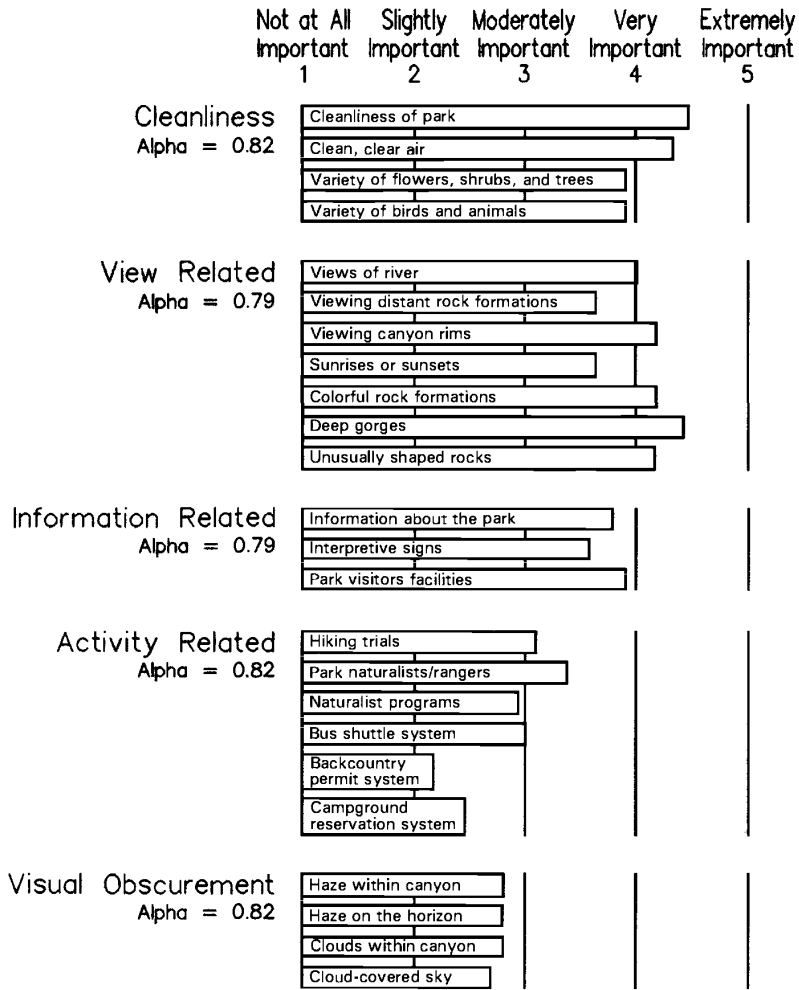 Not at All Slightly Moderately Very Extremely
Important Important Important Important Important
1 2 3 4 5
Cleanliness
Alpha = 0.82
Cleanliness of park
Clean, clear air
Variety of flowers, shrubs, and trees
Variety of birds and animals
View Related
Alpha = 0.79
Views of river
Viewing distant rock formations
Viewing canyon rims
Sunrises or sunsets
Colorful rock formations
Deep gorges
Unusually shaped rocks
Information Related
Alpha = 0.79
Information about the park
Interpretive signs
Park visitors facilities
Activity Related
Alpha = 0.82
Hiking trials
Park naturalists/rangers
Naturalist programs
Bus shuttle system
Backcountry
permit system
Campground
reservation system
Visual Obscurement
Alpha = 0.82
Haze within canyon
Haze on the horizon
Clouds within canyon
Cloud-covered sky